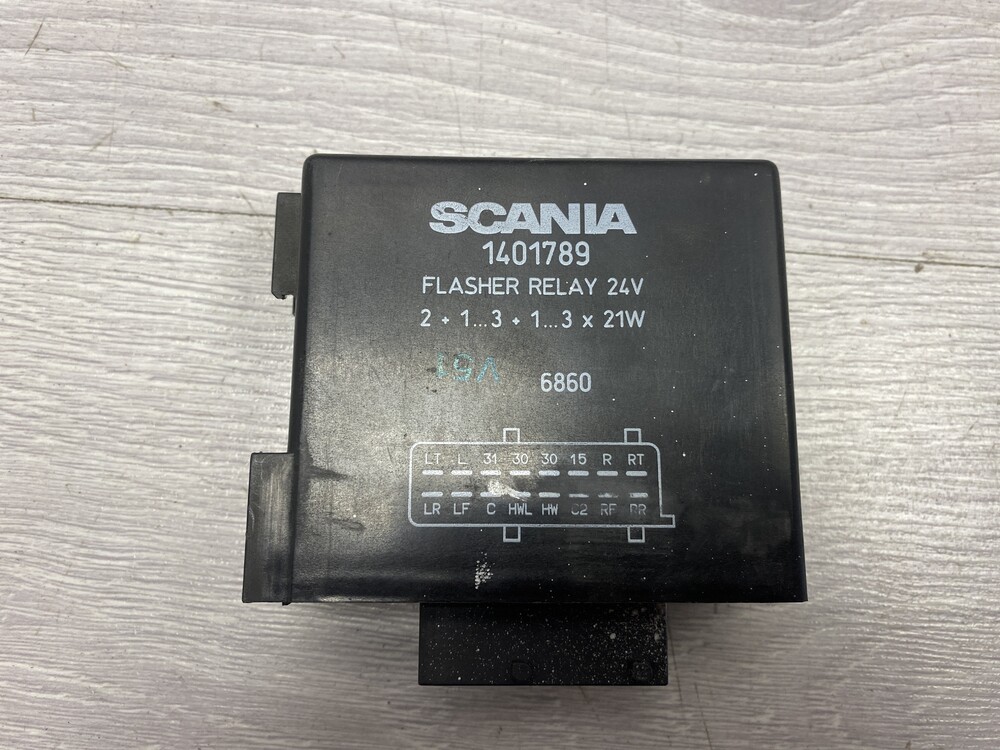 SCANIA
1401789
FLASHER RELAY 24V
2 + 1...3 + 1...3 x 21W
6860
LT L 31 30 30 15 R RT
LR LF C HWL HW C2 RF RR